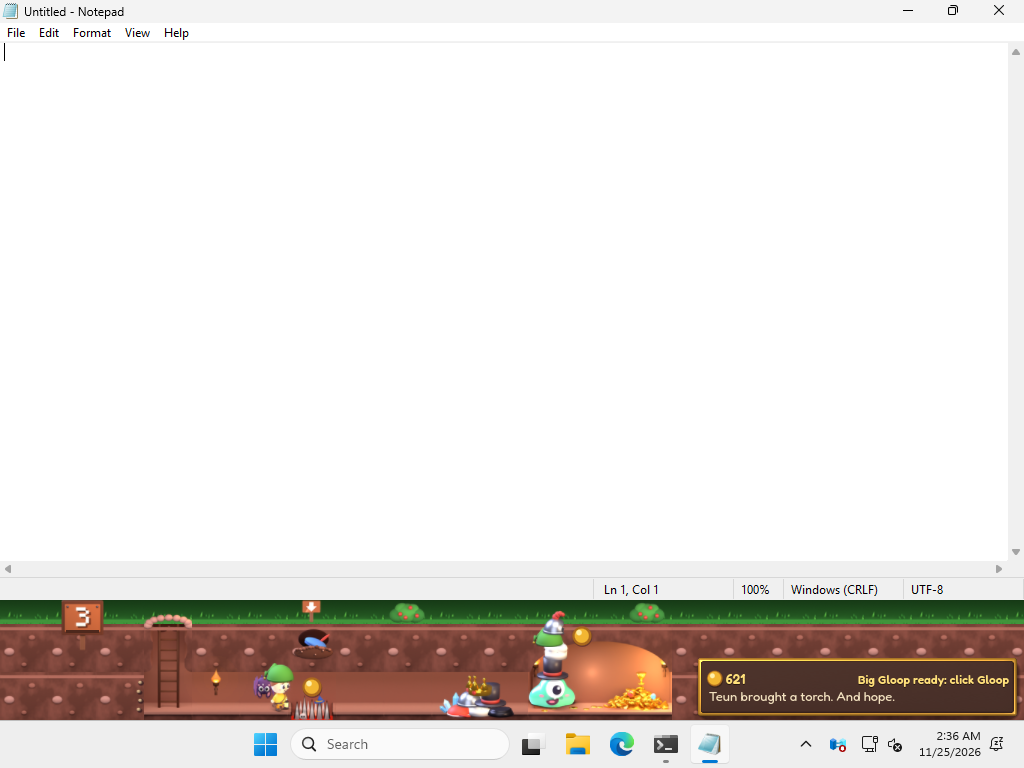 Untitled - Notepad
File Edit Format View Help
Ln 1, Col 1 100% Windows (CRLF) UTF-8
3
621 Big Gloop ready: click Gloop
Teun brought a torch. And hope.
Search
2:36 AM
11/25/2026